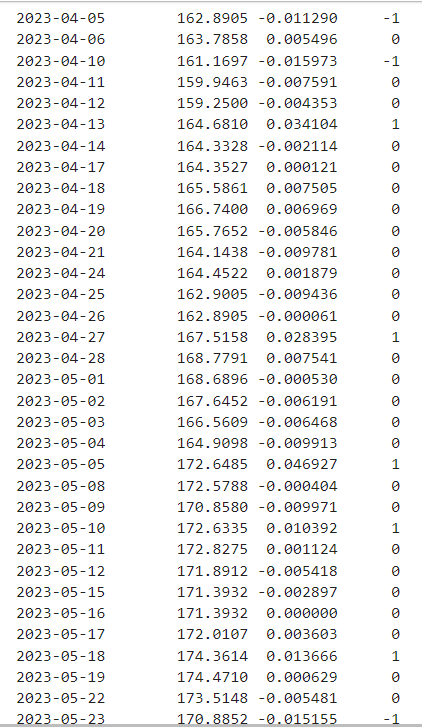 2023-04-05 162.8905 -0.011290 -1
2023-04-06 163.7858 0.005496 0
2023-04-10 161.1697 -0.015973 -1
2023-04-11 159.9463 -0.007591 0
2023-04-12 159.2500 -0.004353 0
2023-04-13 164.6810 0.034104 1
2023-04-14 164.3328 -0.002114 0
2023-04-17 164.3527 0.000121 0
2023-04-18 165.5861 0.007505 0
2023-04-19 166.7400 0.006969 0
2023-04-20 165.7652 -0.005846 0
2023-04-21 164.1438 -0.009781 0
2023-04-24 164.4522 0.001879 0
2023-04-25 162.9005 -0.009436 0
2023-04-26 162.8905 -0.000061 0
2023-04-27 167.5158 0.028395 1
2023-04-28 168.7791 0.007541 0
2023-05-01 168.6896 -0.000530 0
2023-05-02 167.6452 -0.006191 0
2023-05-03 166.5609 -0.006468 0
2023-05-04 164.9098 -0.009913 0
2023-05-05 172.6485 0.046927 1
2023-05-08 172.5788 -0.000404 0
2023-05-09 170.8580 -0.009971 0
2023-05-10 172.6335 0.010392 1
2023-05-11 172.8275 0.001124 0
2023-05-12 171.8912 -0.005418 0
2023-05-15 171.3932 -0.002897 0
2023-05-16 171.3932 0.000000 0
2023-05-17 172.0107 0.003603 0
2023-05-18 174.3614 0.013666 1
2023-05-19 174.4710 0.000629 0
2023-05-22 173.5148 -0.005481 0
2023-05-23 170.8852 -0.015155 -1